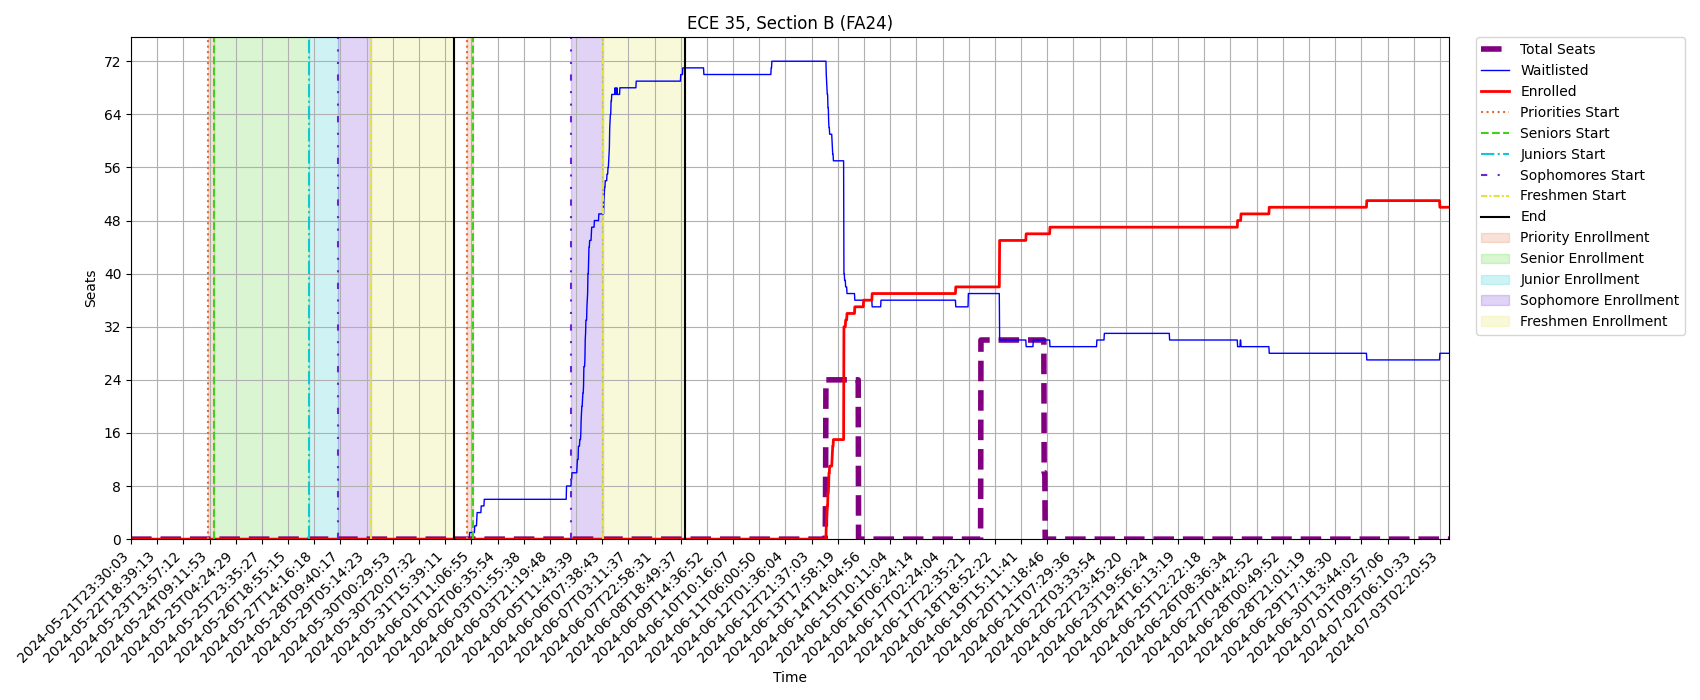 ECE 35, Section B (FA24)
Seats
72
64
56
48
40
32
24
16
8
0
2024-05-21T23:30:03
2024-05-22T18:39:13
2024-05-23T13:57:12
2024-05-24T09:11:53
2024-05-25T04:24:29
2024-05-25T23:35:27
2024-05-26T18:55:15
2024-05-27T14:16:18
2024-05-28T09:40:17
2024-05-29T05:14:23
2024-05-30T00:29:53
2024-05-30T20:07:32
2024-05-31T15:39:11
2024-06-01T11:06:55
2024-06-02T06:35:54
2024-06-03T01:55:38
2024-06-03T21:19:48
2024-06-05T11:43:39
2024-06-06T07:38:43
2024-06-07T03:11:37
2024-06-07T22:58:31
2024-06-08T18:49:37
2024-06-09T14:36:52
2024-06-10T10:16:07
2024-06-11T06:00:50
2024-06-12T01:36:04
2024-06-12T21:37:03
2024-06-13T17:58:19
2024-06-14T14:04:56
2024-06-15T10:11:04
2024-06-16T06:24:14
2024-06-17T02:24:04
2024-06-17T22:35:21
2024-06-18T18:52:22
2024-06-19T15:11:41
2024-06-20T11:18:46
2024-06-21T07:29:36
2024-06-22T03:33:54
2024-06-22T23:45:20
2024-06-23T19:56:24
2024-06-24T16:13:19
2024-06-25T12:22:18
2024-06-26T08:36:34
2024-06-27T04:42:52
2024-06-28T00:49:52
2024-06-28T21:01:19
2024-06-29T17:18:30
2024-06-30T13:44:02
2024-07-01T09:57:06
2024-07-02T06:10:33
2024-07-03T02:20:53
Time
Total Seats
Waitlisted
Enrolled
Priorities Start
Seniors Start
Juniors Start
Sophomores Start
Freshmen Start
End
Priority Enrollment
Senior Enrollment
Junior Enrollment
Sophomore Enrollment
Freshmen Enrollment